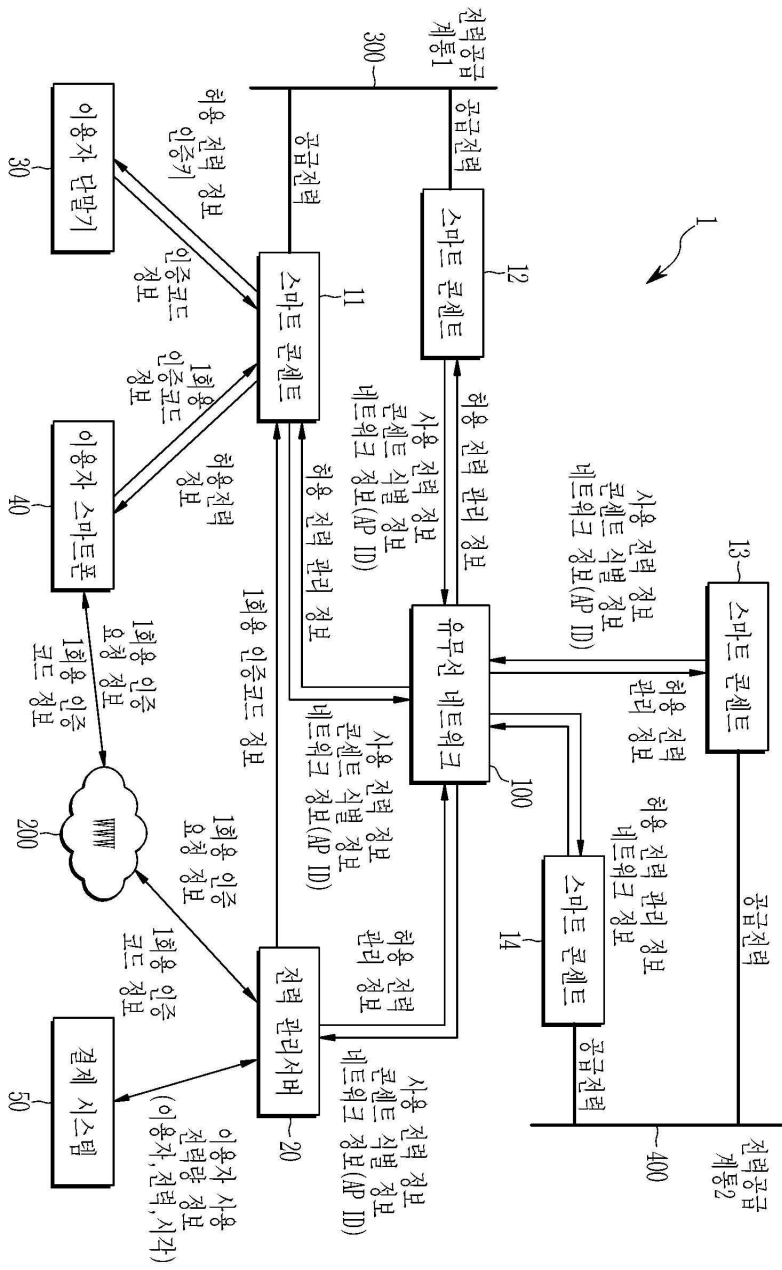 1
13
스마트 콘센트
공급전력
400
전력공급
계통2
사용 전력 정보
콘센트 식별 정보
네트워크 정보(AP ID)
허용 전력
관리 정보
허용 전력 관리 정보
네트워크 정보
스마트 콘센트
14
공급전력
전력공급
계통1
300
공급전력
12
스마트 콘센트
허용 전력 관리 정보
사용 전력 정보
콘센트 식별 정보
네트워크 정보(AP ID)
유무선 네트워크
100
공급전력
11
스마트 콘센트
허용 전력 관리 정보
사용 전력 정보
콘센트 식별 정보
네트워크 정보(AP ID)
1회용 인증코드 정보
허용 전력
관리 정보
사용 전력 정보
콘센트 식별 정보
네트워크 정보(AP ID)
전력 관리서버
20
허용 전력 정보
인증키
인증코드
정보
1회용
인증코드
정보
허용전력
정보
1회용 인증
요청 정보
1회용 인증
코드 정보
1회용 인증
요청 정보
1회용 인증
코드 정보
이용자 사용
전력량 정보
(이용자,전력,시각)
이용자 단말기
30
이용자 스마트폰
40
WWW
200
결제 시스템
50